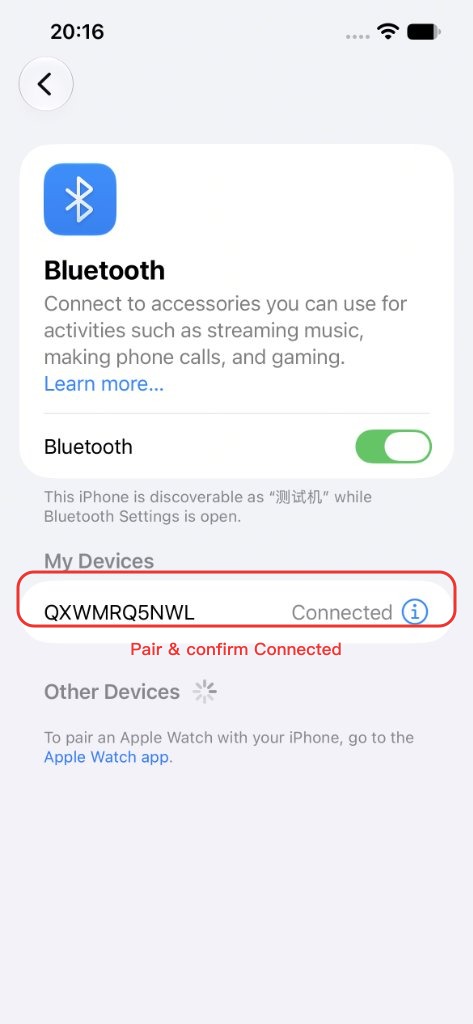 20:16
Bluetooth
Connect to accessories you can use for
activities such as streaming music,
making phone calls, and gaming.
Learn more...
Bluetooth
This iPhone is discoverable as “测试机” while
Bluetooth Settings is open.
My Devices
QXWMRQ5NWL Connected
Pair & confirm Connected
Other Devices
To pair an Apple Watch with your iPhone, go to the
Apple Watch app.